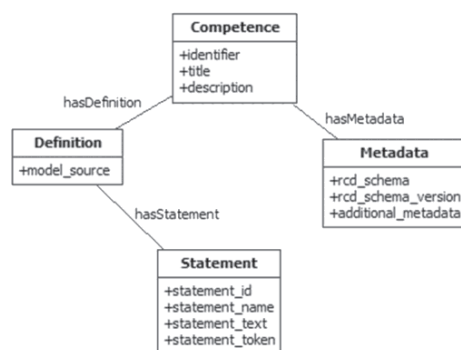 Competence
+identifier
+title
+description
hasDefinition
hasMetadata
Definition
+model_source
Metadata
+rcd_schema
+rcd_schema_version
+additional_metadata
hasStatement
Statement
+statement_id
+statement_name
+statement_text
+statement_token